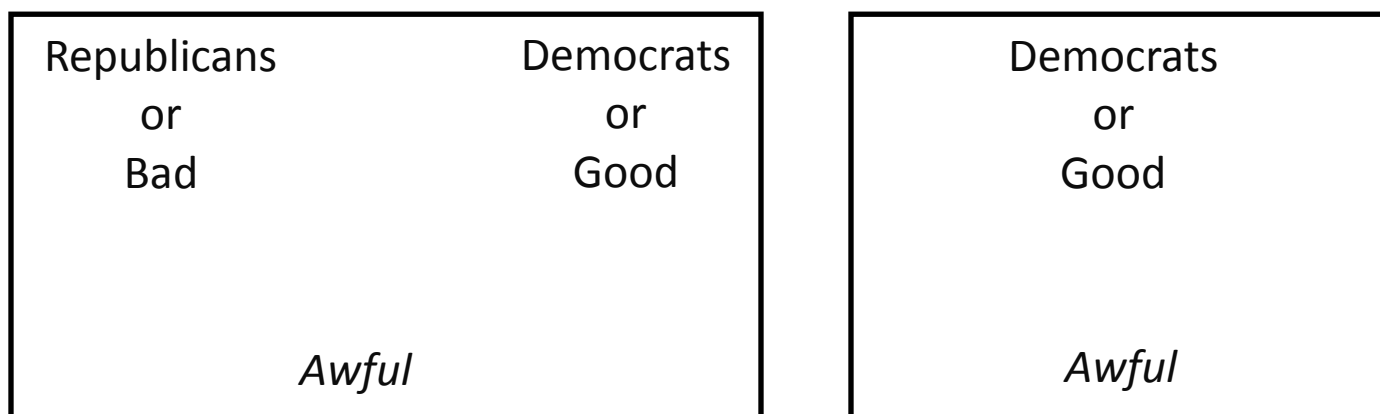 Republicans
or
Bad
Democrats
or
Good
Awful
Democrats
or
Good
Awful